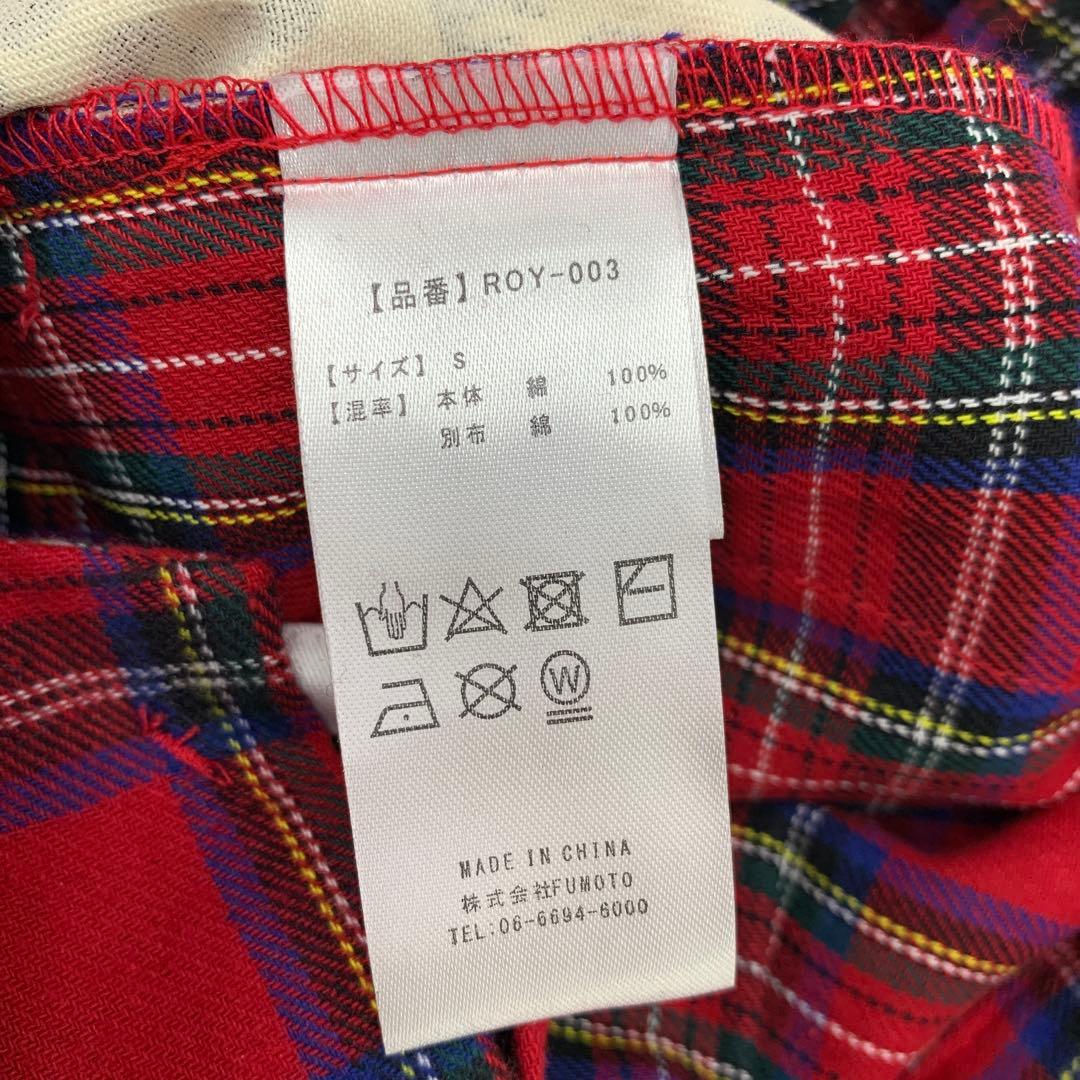 【品番】ROY-003
【サイズ】 S
【混率】 本体 綿 100%
別布 綿 100%
W
MADE IN CHINA
株式会社FUMOTO
TEL:06-6694-6000